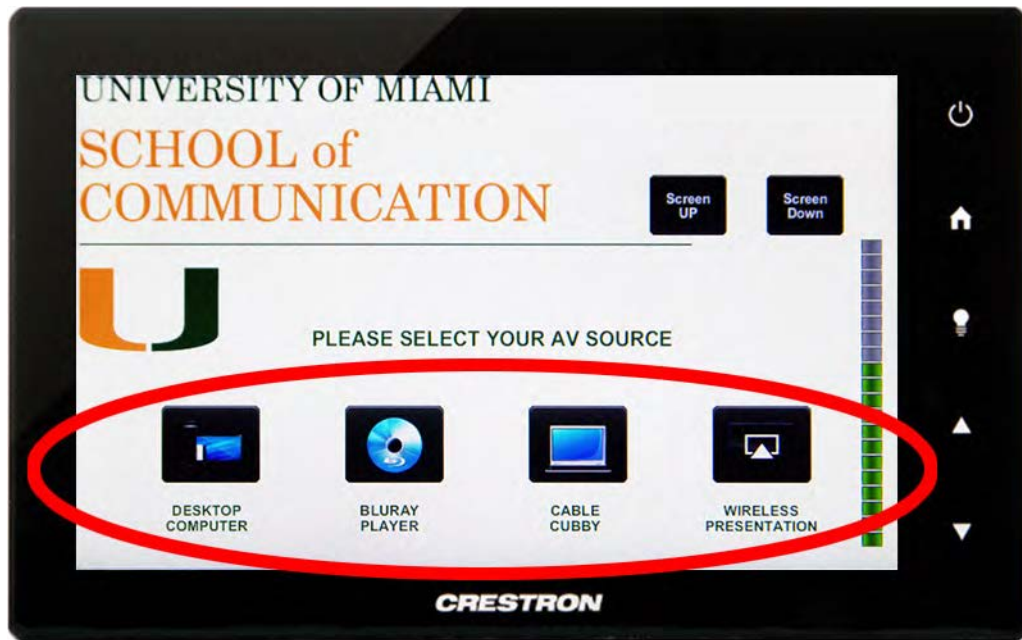 UNIVERSITY OF MIAMI
SCHOOL of
COMMUNICATION
Screen
UP
Screen
Down
PLEASE SELECT YOUR AV SOURCE
DESKTOP
COMPUTER
BLURAY
PLAYER
CABLE
CUBBY
WIRELESS
PRESENTATION
CRESTRON